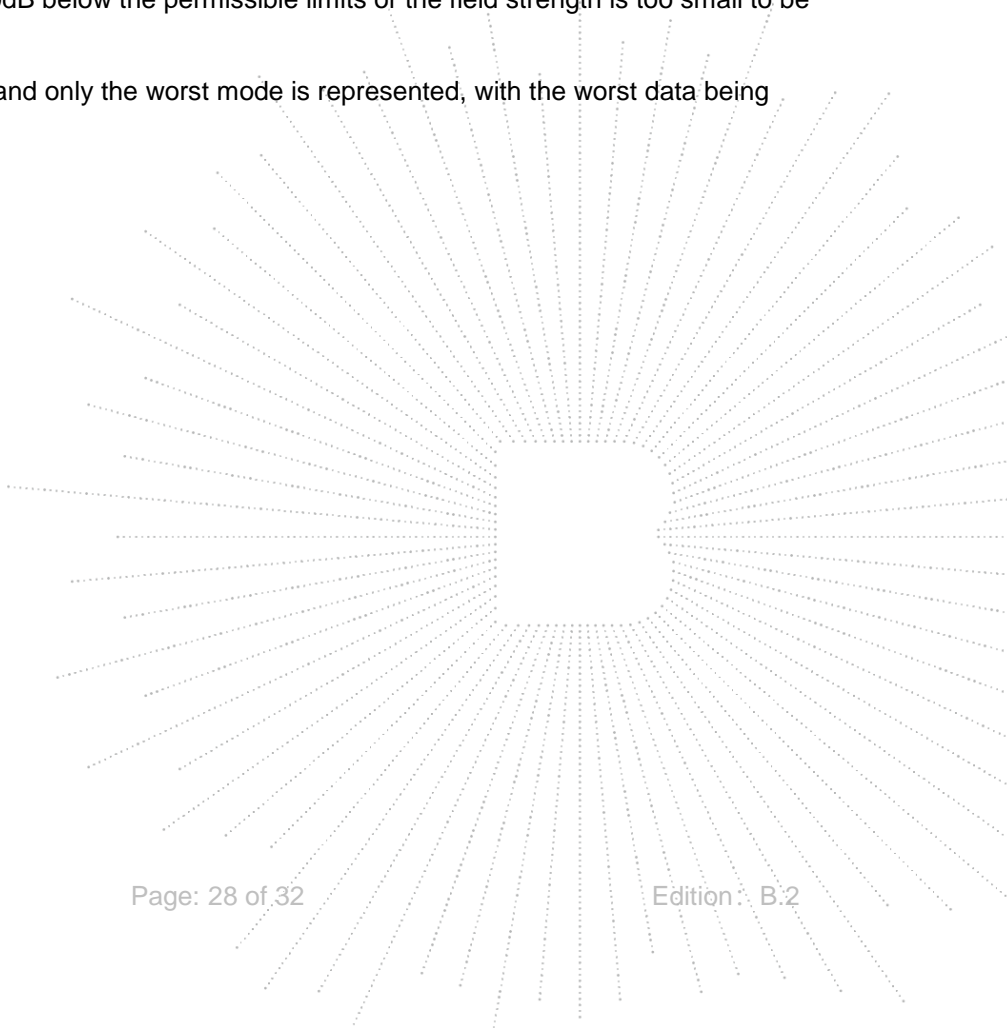 dB below the permissible limits or the field strength is too small to be
and only the worst mode is represented, with the worst data being
Page: 28 of 32 Edition： B.2